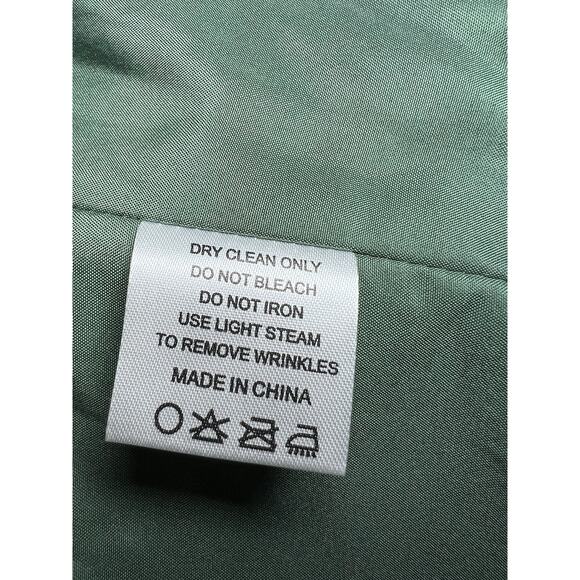 DRY CLEAN ONLY
DO NOT BLEACH
DO NOT IRON
USE LIGHT STEAM
TO REMOVE WRINKLES
MADE IN CHINA